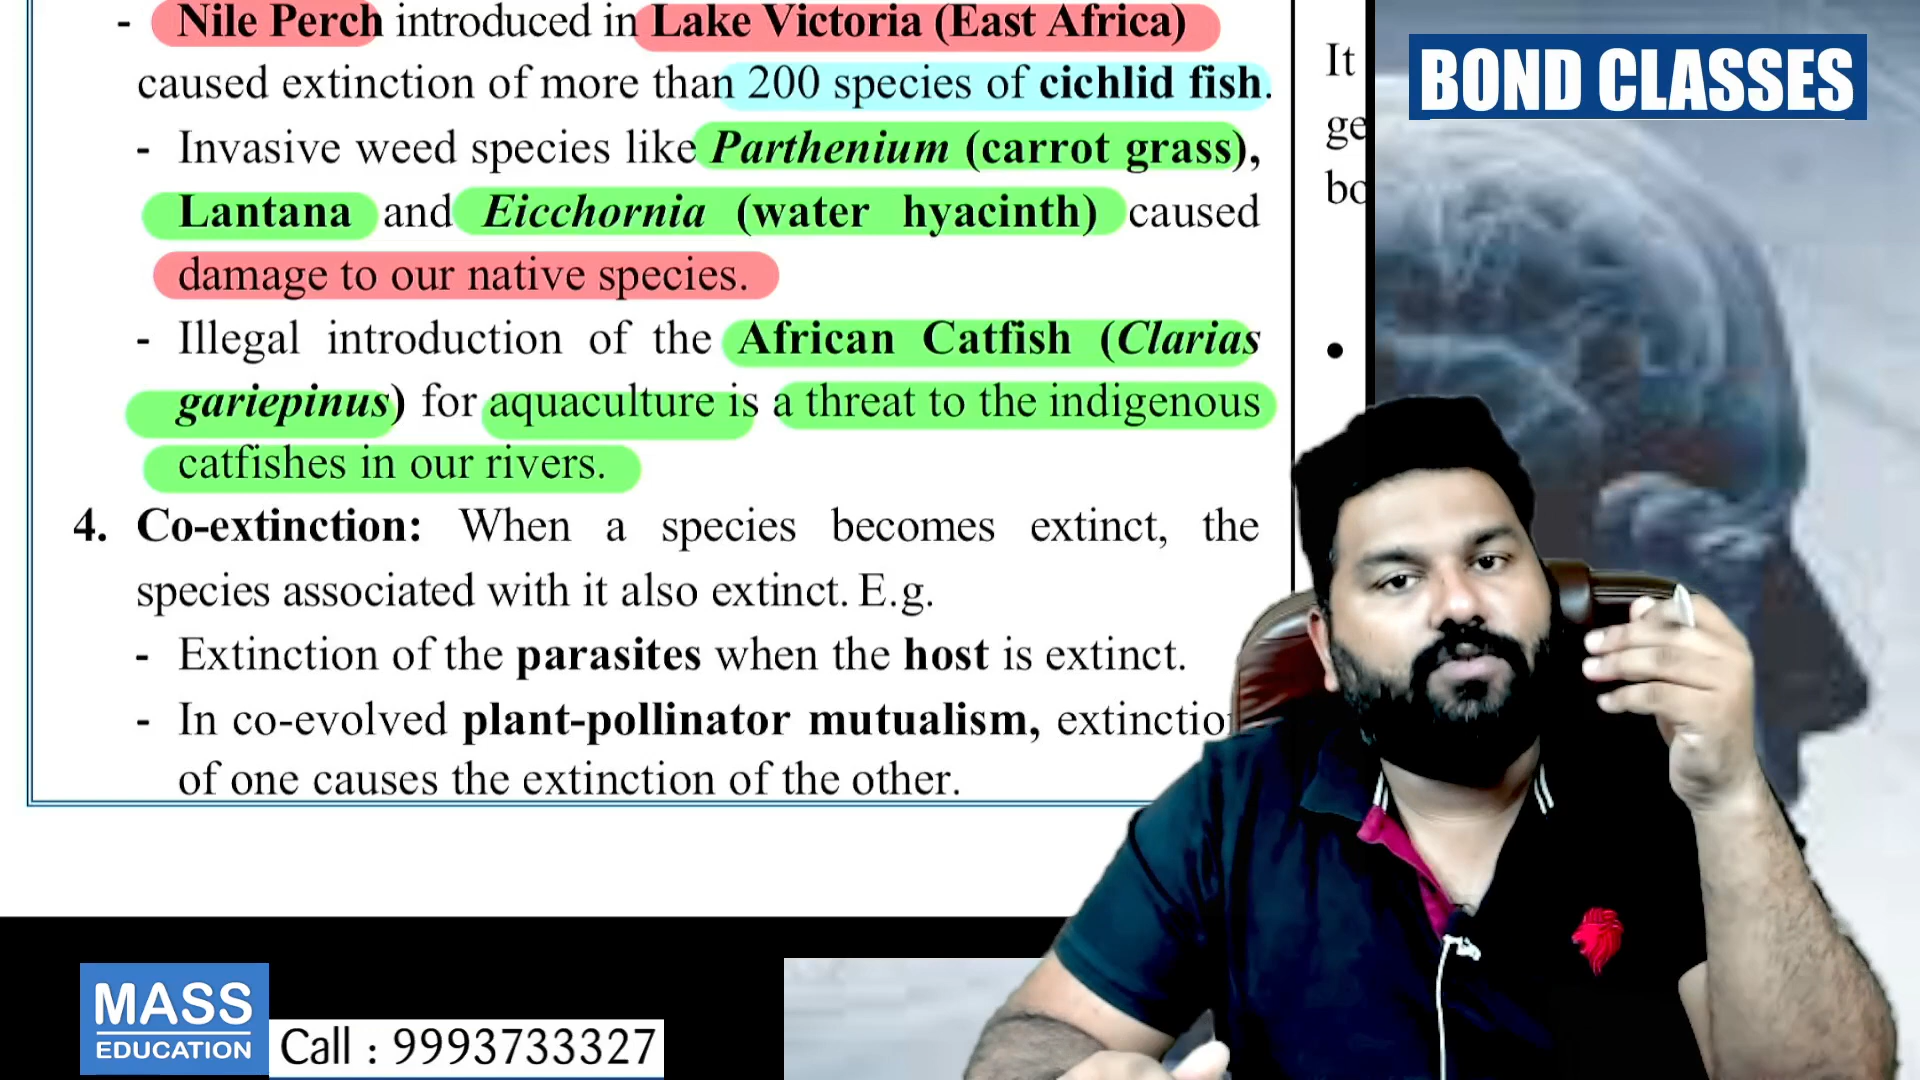 - Nile Perch introduced in Lake Victoria (East Africa)
caused extinction of more than 200 species of cichlid fish.
- Invasive weed species like Parthenium (carrot grass),
Lantana and Eicchornia (water hyacinth) caused
damage to our native species.
- Illegal introduction of the African Catfish (Clarias
gariepinus) for aquaculture is a threat to the indigenous
catfishes in our rivers.
4. Co-extinction: When a species becomes extinct, the
species associated with it also extinct. E.g.
- Extinction of the parasites when the host is extinct.
- In co-evolved plant-pollinator mutualism, extinctio
of one causes the extinction of the other.
It
ge
bo
•
BOND CLASSES
MASS
EDUCATION
Call : 9993733327